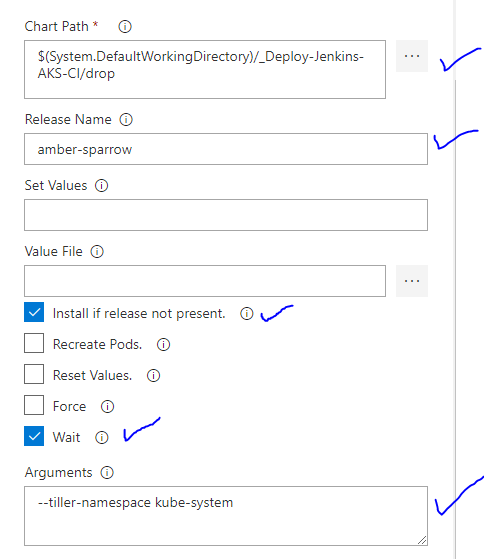 Chart Path *
$(System.DefaultWorkingDirectory)/_Deploy-Jenkins-
AKS-CI/drop
...
Release Name
amber-sparrow
Set Values
Value File
...
Install if release not present.
Recreate Pods.
Reset Values.
Force
Wait
Arguments
--tiller-namespace kube-system